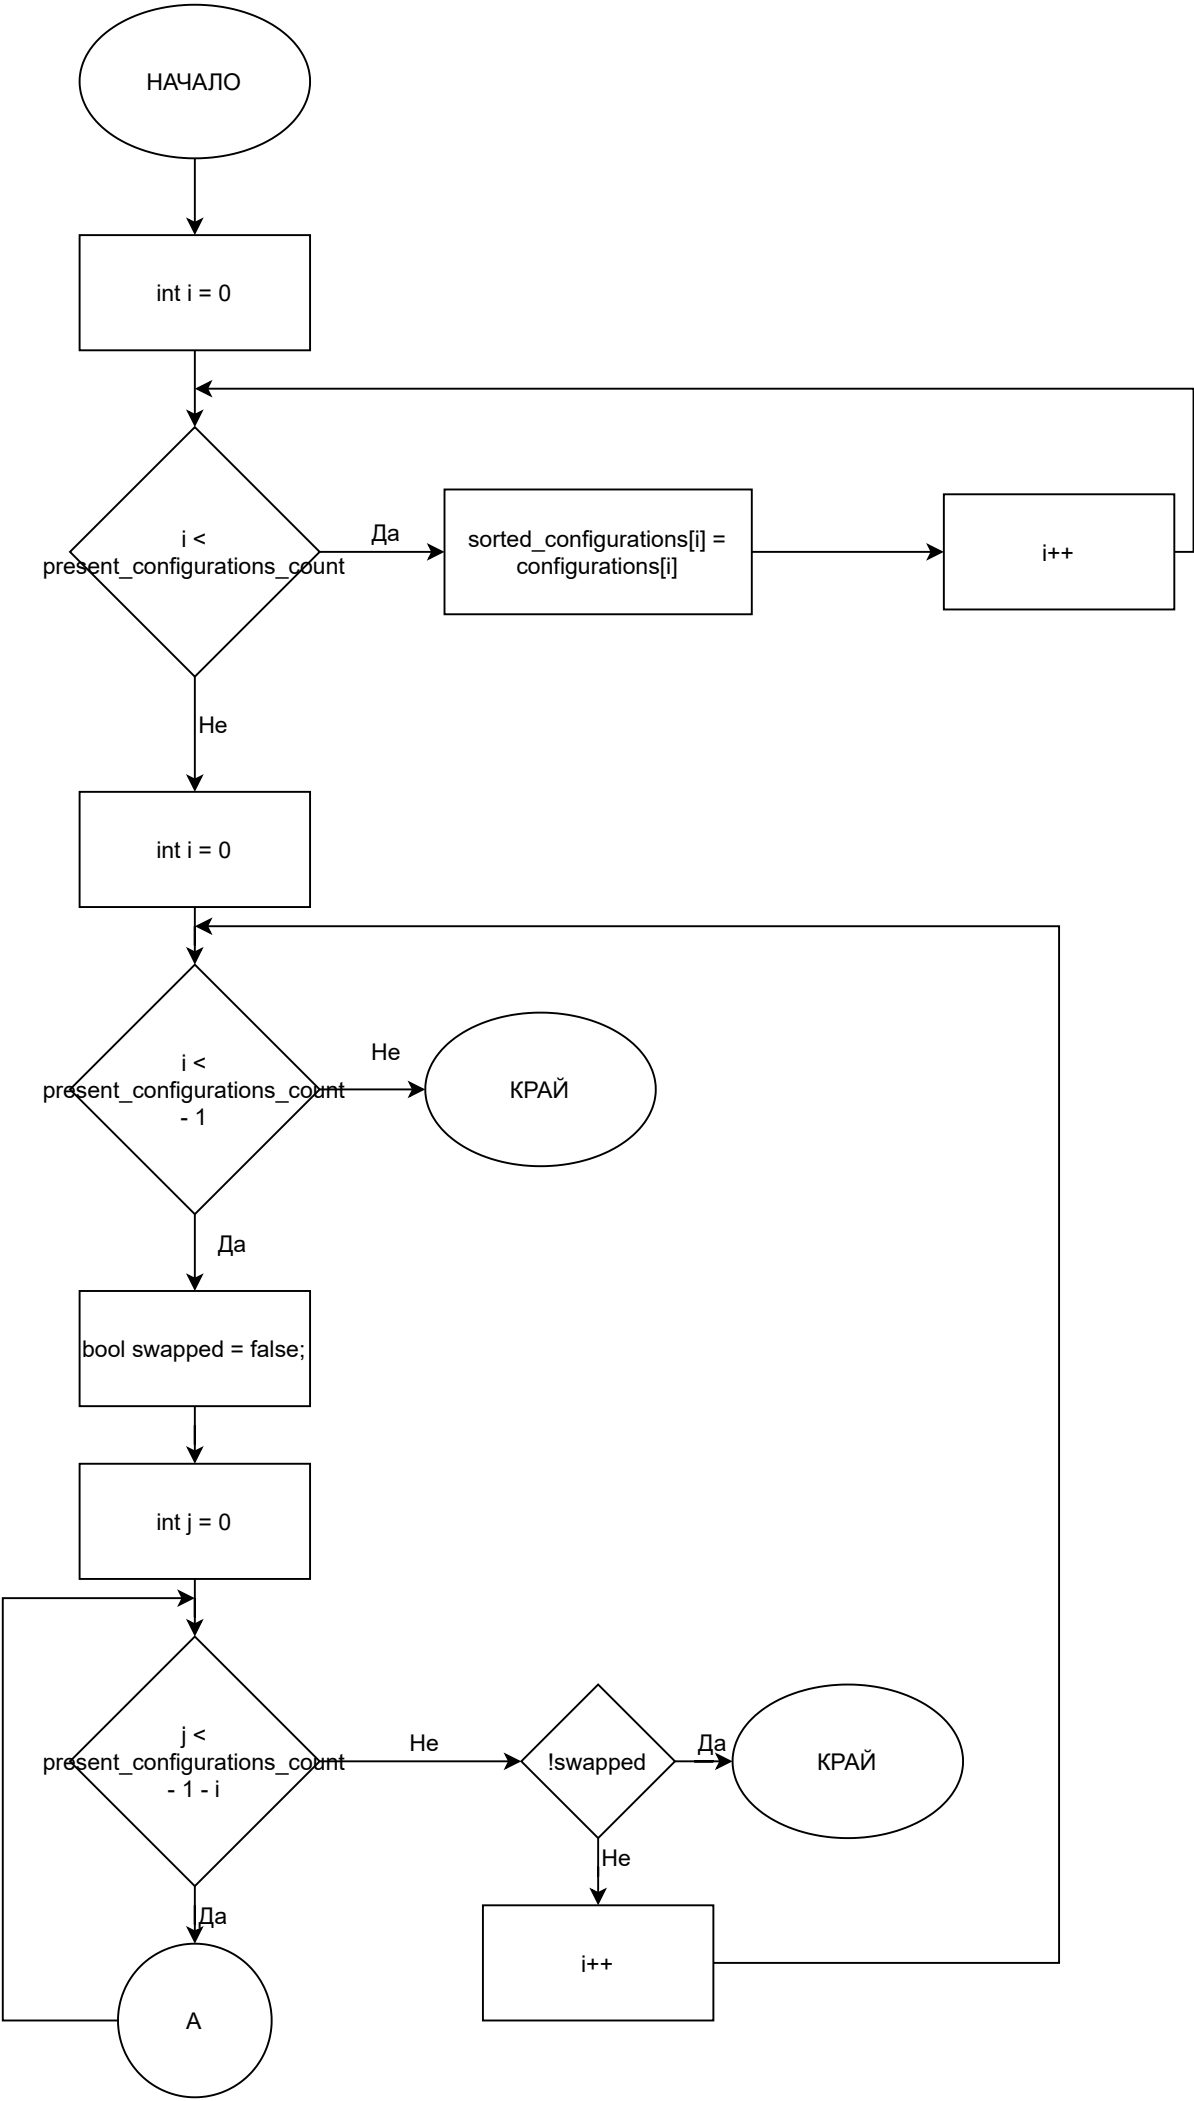 НАЧАЛО
int i = 0
i <
present_configurations_count
Да
sorted_configurations[i] =
configurations[i]
i++
Не
int i = 0
i <
present_configurations_count
- 1
Не
КРАЙ
Да
bool swapped = false;
int j = 0
j <
present_configurations_count
- 1 - i
Не
!swapped
Да
КРАЙ
Не
i++
Да
А